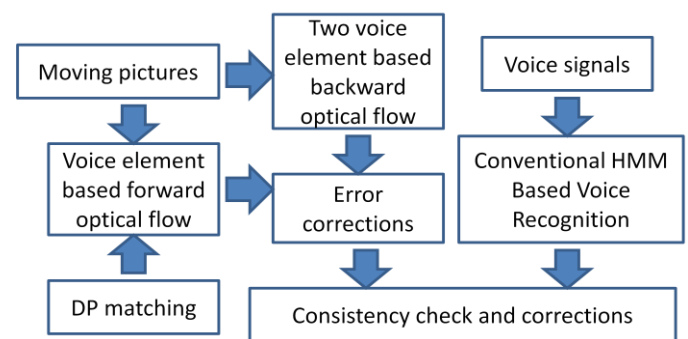 Moving pictures
Two voice
element based
backward
optical flow
Voice signals
Voice element
based forward
optical flow
Error
corrections
Conventional HMM
Based Voice
Recognition
DP matching
Consistency check and corrections